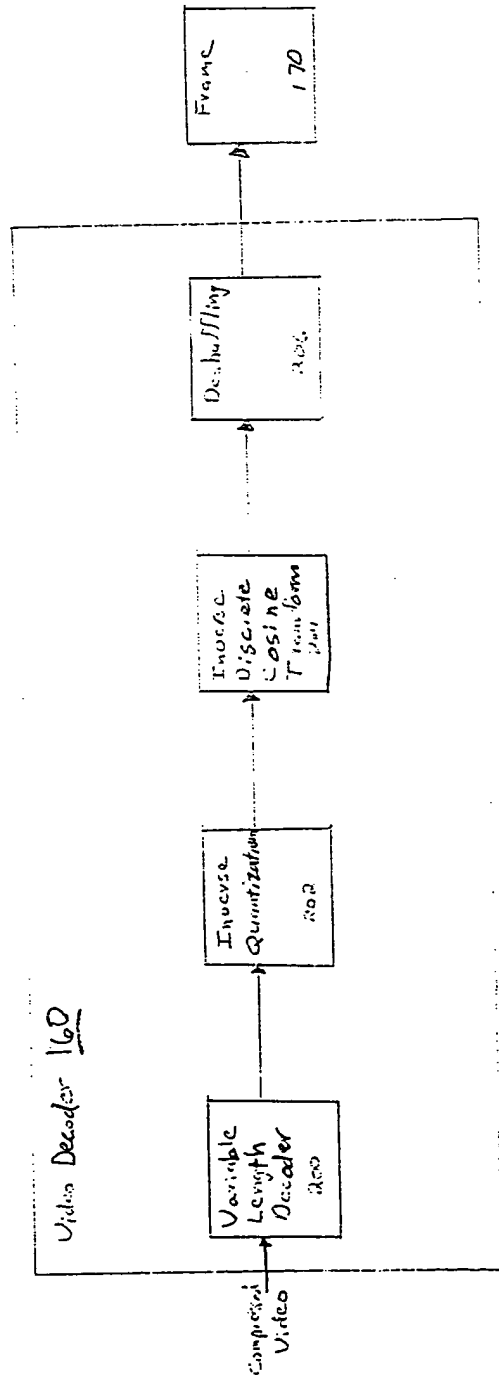 Video Decoder 160
Compressed
Video
Variable
Length
Decoder
200
Inverse
Quantization
202
Inverse
Discrete
Cosine
Transform
Deshuffling
206
Frame
170